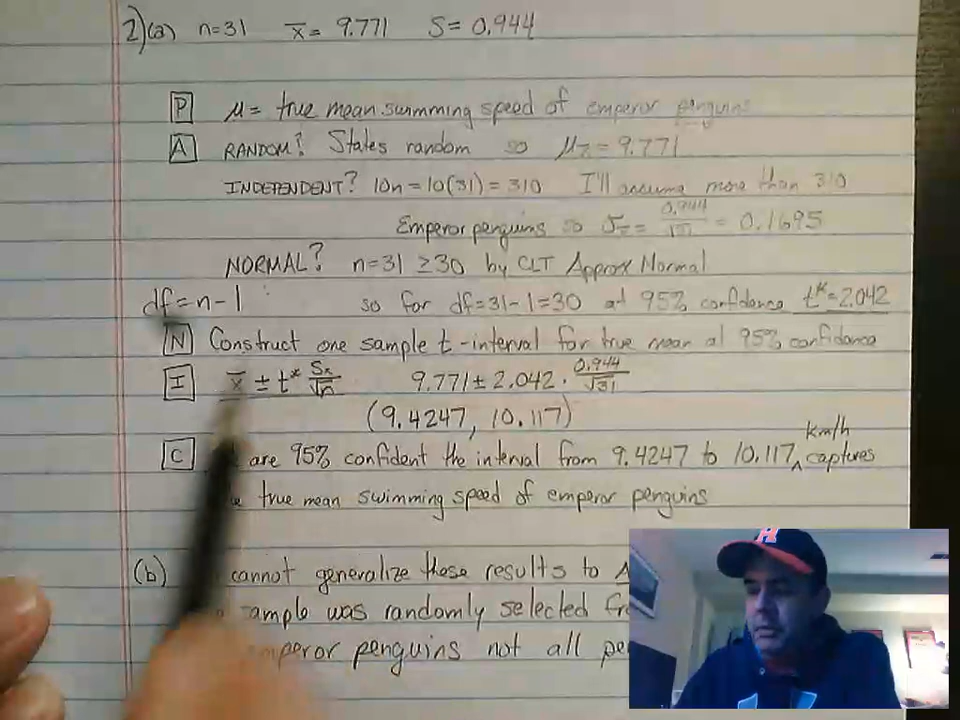 2)(a) n=31 x̄= 9.771 S= 0.944
P μ= true mean swimming speed of emperor penguins
A RANDOM? States random so μx̄ = 9.771
INDEPENDENT? 10n = 10(31) = 310 I'll assume more than 310
Emperor penguins so σx̄ = 0.944/√31 = 0.1695
NORMAL? n=31 ≥30 by CLT Approx Normal
df = n-1 so for df=31-1=30 at 95% confidence t*=2.042
N Construct one sample t-interval for true mean at 95% confidence
I x̄ ± t* Sx/√n 9.771 ± 2.042 · 0.944/√31
(9.4247, 10.117)
km/h
C are 95% confident the interval from 9.4247 to 10.117 ^ captures
true mean swimming speed of emperor penguins
(b) cannot generalize these results to
sample was randomly selected
emperor penguins not all